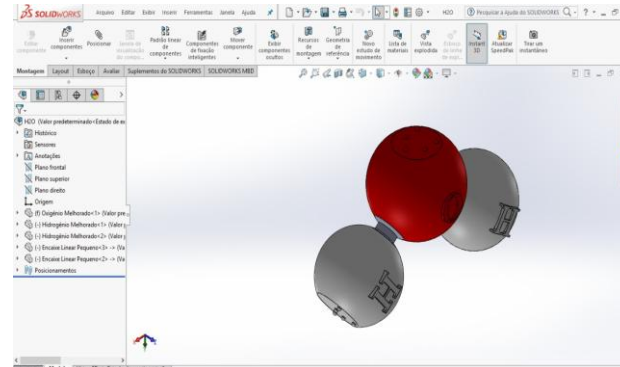 SOLIDWORKS Arquivo Editar Exibir Inserir Ferramentas Janela Ajuda H2O Pesquisar a Ajuda do SOLIDWORKS
Editar componente
Inserir componentes
Posicionar
Padrão linear de componentes
Componentes de fixação inteligentes
Mover componente
Exibir componentes ocultos
Recursos de montagem
Geometria de referência
Novo estudo de movimento
Lista de materiais
Vista explodida
Instant 3D
Atualizar SpeedPak
Tirar um instantâneo
Montagem Layout Esboço Avaliar Suplementos do SOLIDWORKS SOLIDWORKS MBD
H2O (Valor predeterminado<Estado de ex
Histórico
Sensores
Anotações
Plano frontal
Plano superior
Plano direito
Origem
(f) Oxigênio Melhorado<1> (Valor pre
(-) Hidrogênio Melhorado<1> (Valor p
(-) Hidrogênio Melhorado<2> (Valor p
(-) Encaixe Linear Pequeno<3> -> (Va
(-) Encaixe Linear Pequeno<2> -> (Va
Posicionamentos
H
H